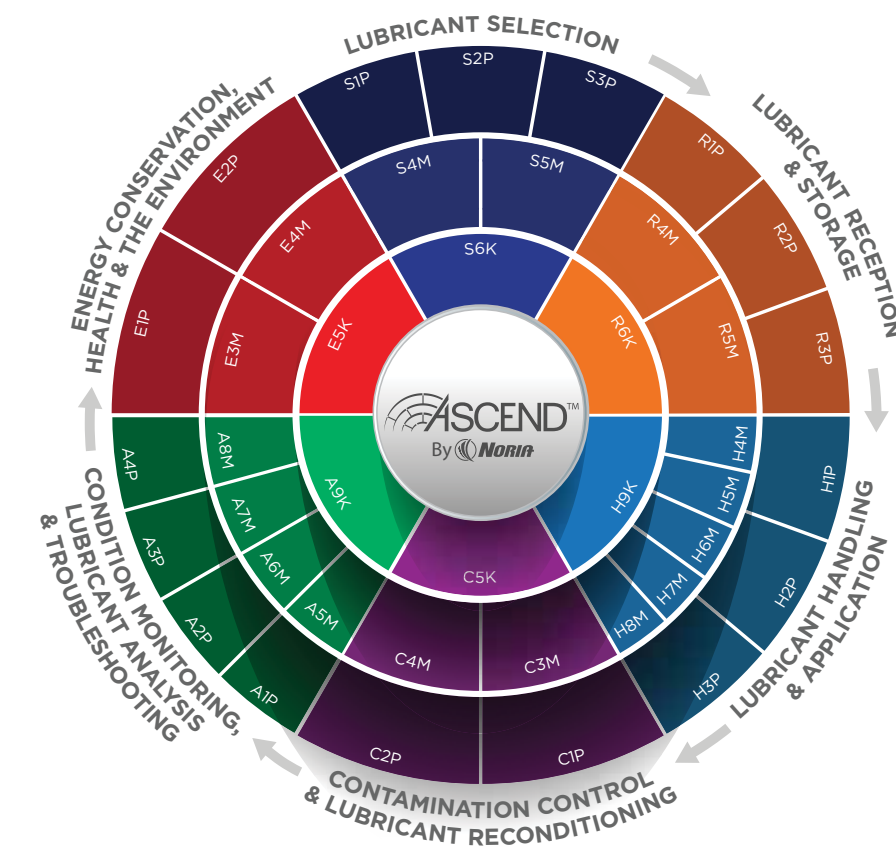 LUBRICANT SELECTION
S1P
S2P
S3P
S4M
S5M
S6K
LUBRICANT RECEPTION
& STORAGE
R1P
R2P
R3P
R4M
R5M
R6K
LUBRICANT HANDLING
& APPLICATION
H1P
H2P
H3P
H4M
H5M
H6M
H7M
H8M
H9K
CONTAMINATION CONTROL
& LUBRICANT RECONDITIONING
C1P
C2P
C3M
C4M
C5K
CONDITION MONITORING,
LUBRICANT ANALYSIS
& TROUBLESHOOTING
A1P
A2P
A3P
A4P
A5M
A6M
A7M
A8M
A9K
ENERGY CONSERVATION,
HEALTH & THE ENVIRONMENT
E1P
E2P
E3M
E4M
E5K
ASCEND™
By NORIA